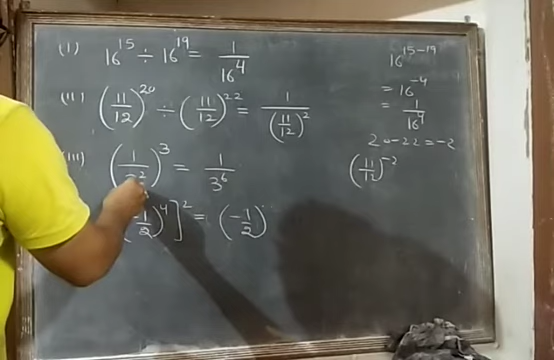 (I) 16^15 ÷ 16^19 = 1/16^4
(II) (11/12)^20 ÷ (11/12)^22 = 1/(11/12)^2
(III) (1/3^2)^3 = 1/3^6
(-1/2)^4]^2 = (-1/2)
16^15-19
= 16^-4
= 1/16^4
20-22=-2
(11/12)^-2